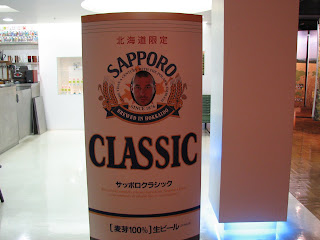 北海道限定
SAPPORO
BREWED IN HOKKAIDO
CLASSIC
サッポロクラシック
[麦芽100%]生ビール